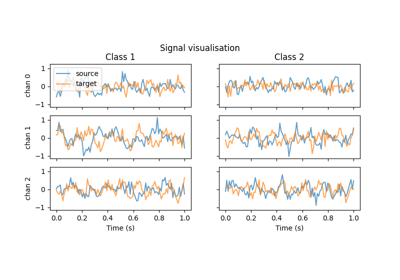 Signal visualisation
Class 1
Class 2
chan 0
1
0
−1
source
target
chan 1
1
0
−1
chan 2
1
0
−1
0.0 0.2 0.4 0.6 0.8 1.0
0.0 0.2 0.4 0.6 0.8 1.0
Time (s)
Time (s)